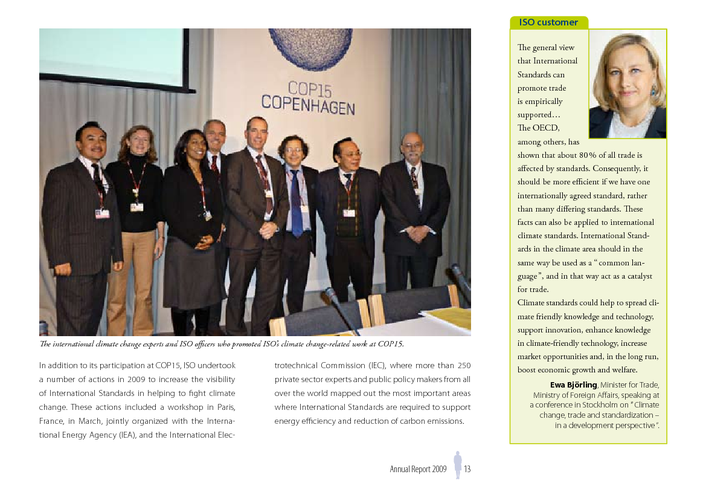 COP15
COPENHAGEN
The international climate change experts and ISO officers who promoted ISO's climate change-related work at COP15.
In addition to its participation at COP15, ISO undertook
a number of actions in 2009 to increase the visibility
of International Standards in helping to fight climate
change. These actions included a workshop in Paris,
France, in March, jointly organized with the Interna-
tional Energy Agency (IEA), and the International Elec-
trotechnical Commission (IEC), where more than 250
private sector experts and public policy makers from all
over the world mapped out the most important areas
where International Standards are required to support
energy efficiency and reduction of carbon emissions.
ISO customer
The general view
that International
Standards can
promote trade
is empirically
supported…
The OECD,
among others, has
shown that about 80 % of all trade is
affected by standards. Consequently, it
should be more efficient if we have one
internationally agreed standard, rather
than many differing standards. These
facts can also be applied to international
climate standards. International Stand-
ards in the climate area should in the
same way be used as a “ common lan-
guage ”, and in that way act as a catalyst
for trade.
Climate standards could help to spread cli-
mate friendly knowledge and technology,
support innovation, enhance knowledge
in climate-friendly technology, increase
market opportunities and, in the long run,
boost economic growth and welfare.
Ewa Björling, Minister for Trade,
Ministry of Foreign Affairs, speaking at
a conference in Stockholm on “ Climate
change, trade and standardization –
in a development perspective ”.
Annual Report 2009 13